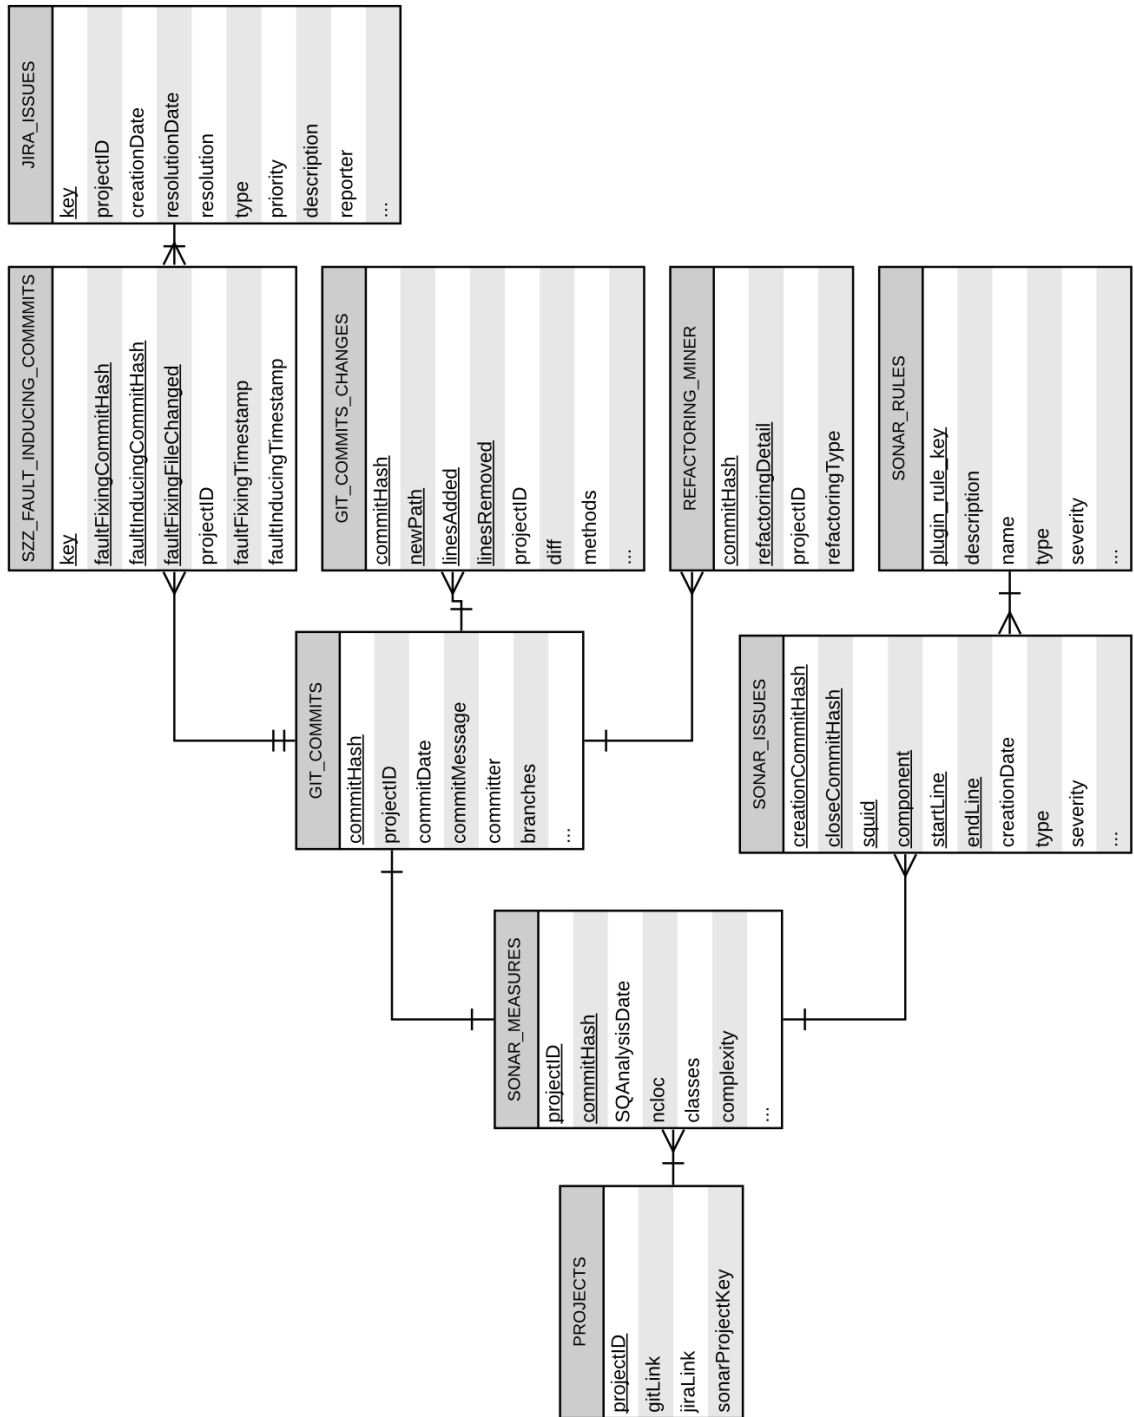 JIRA_ISSUES
key
projectID
creationDate
resolutionDate
resolution
type
priority
description
reporter
...
SZZ_FAULT_INDUCING_COMMMITS
key
faultFixingCommitHash
faultInducingCommitHash
faultFixingFileChanged
projectID
faultFixingTimestamp
faultInducingTimestamp
GIT_COMMITS_CHANGES
commitHash
newPath
linesAdded
linesRemoved
projectID
diff
methods
...
REFACTORING_MINER
commitHash
refactoringDetail
projectID
refactoringType
SONAR_RULES
plugin_rule_key
description
name
type
severity
...
GIT_COMMITS
commitHash
projectID
commitDate
commitMessage
committer
branches
...
SONAR_ISSUES
creationCommitHash
closeCommitHash
squid
component
startLine
endLine
creationDate
type
severity
...
SONAR_MEASURES
projectID
commitHash
SQAnalysisDate
ncloc
classes
complexity
...
PROJECTS
projectID
gitLink
jiraLink
sonarProjectKey